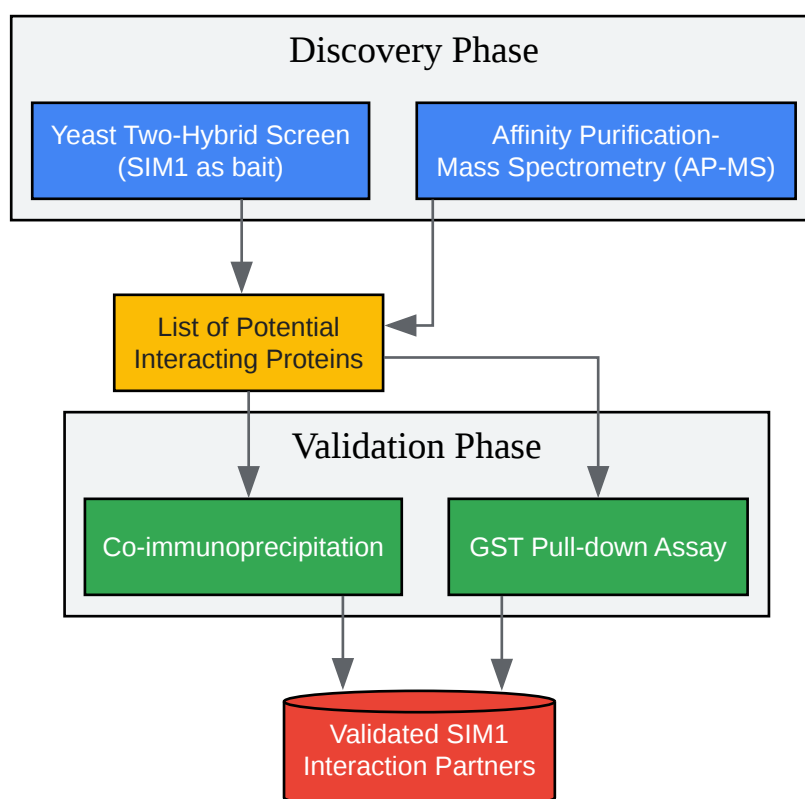 Discovery Phase
Yeast Two-Hybrid Screen
(SIM1 as bait)
Affinity Purification-
Mass Spectrometry (AP-MS)
List of Potential
Interacting Proteins
Validation Phase
Co-immunoprecipitation
GST Pull-down Assay
Validated SIM1
Interaction Partners